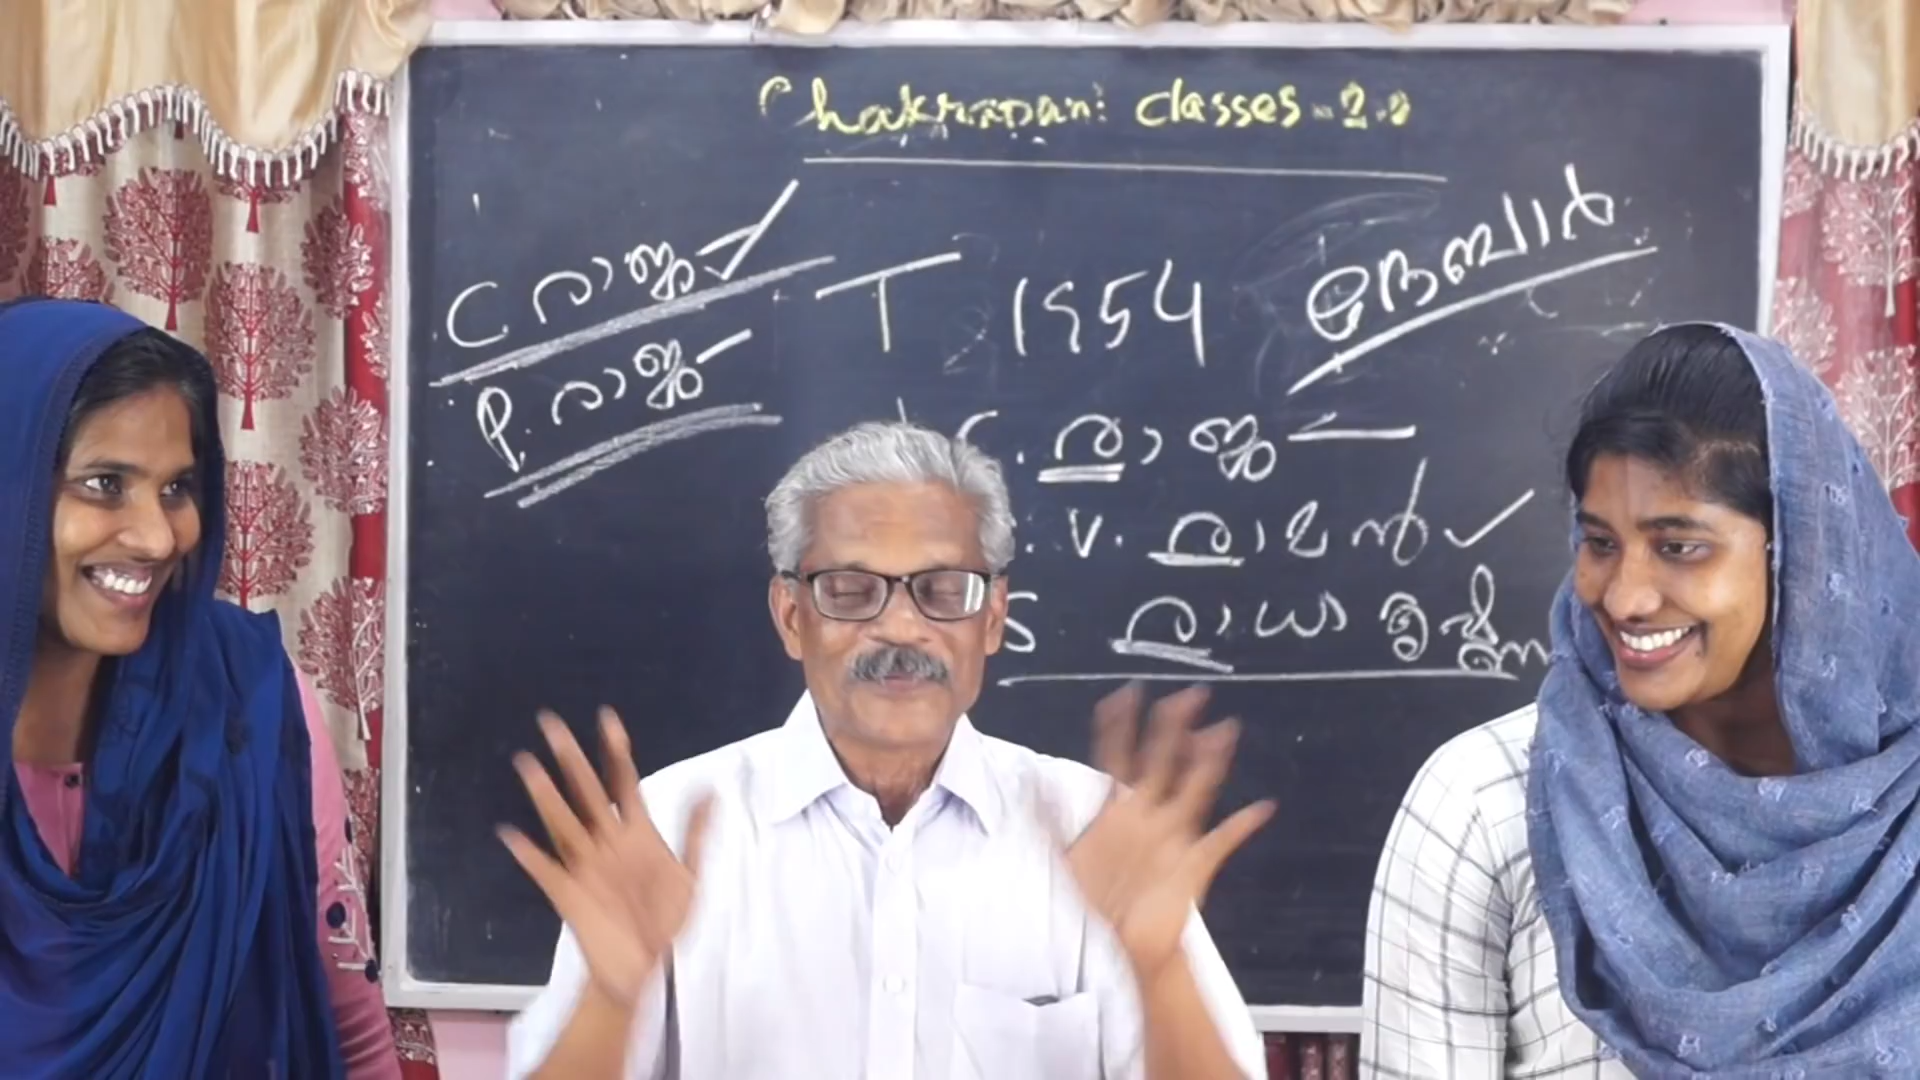 Chakrapani classes - 2.0
C. രാജ
P. രാജ
T 1954
C. രാജ
V. രാമൻ
S രാധാകൃഷ്ണ